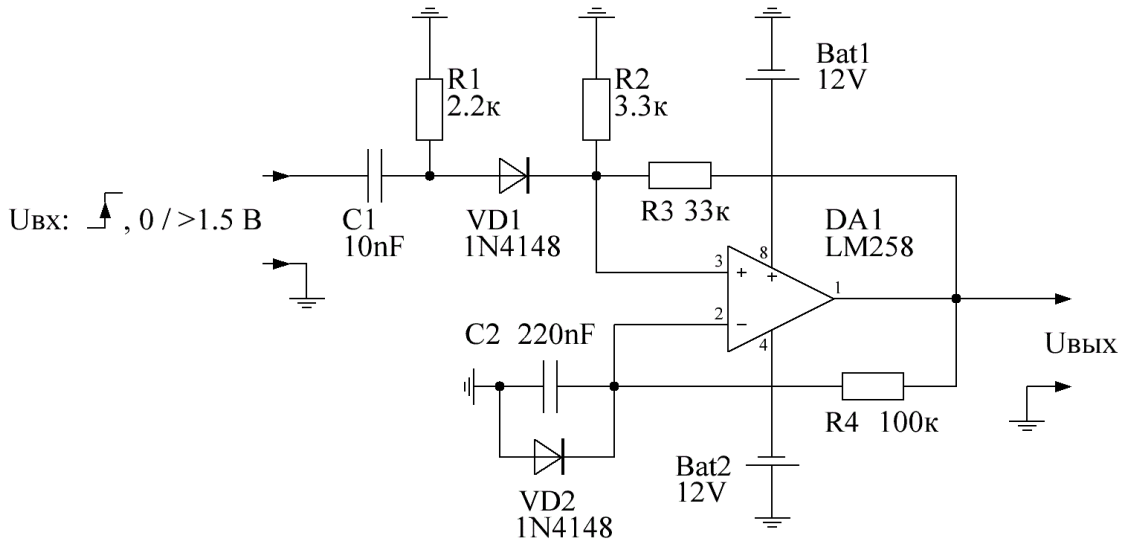 Bat1
12V
R1
2.2к
R2
3.3к
Uвх: , 0 / >1.5 В
C1
10nF
VD1
1N4148
R3 33к
DA1
LM258
3
+
8
+
1
2
−
4
C2 220nF
Uвых
R4 100к
Bat2
12V
VD2
1N4148